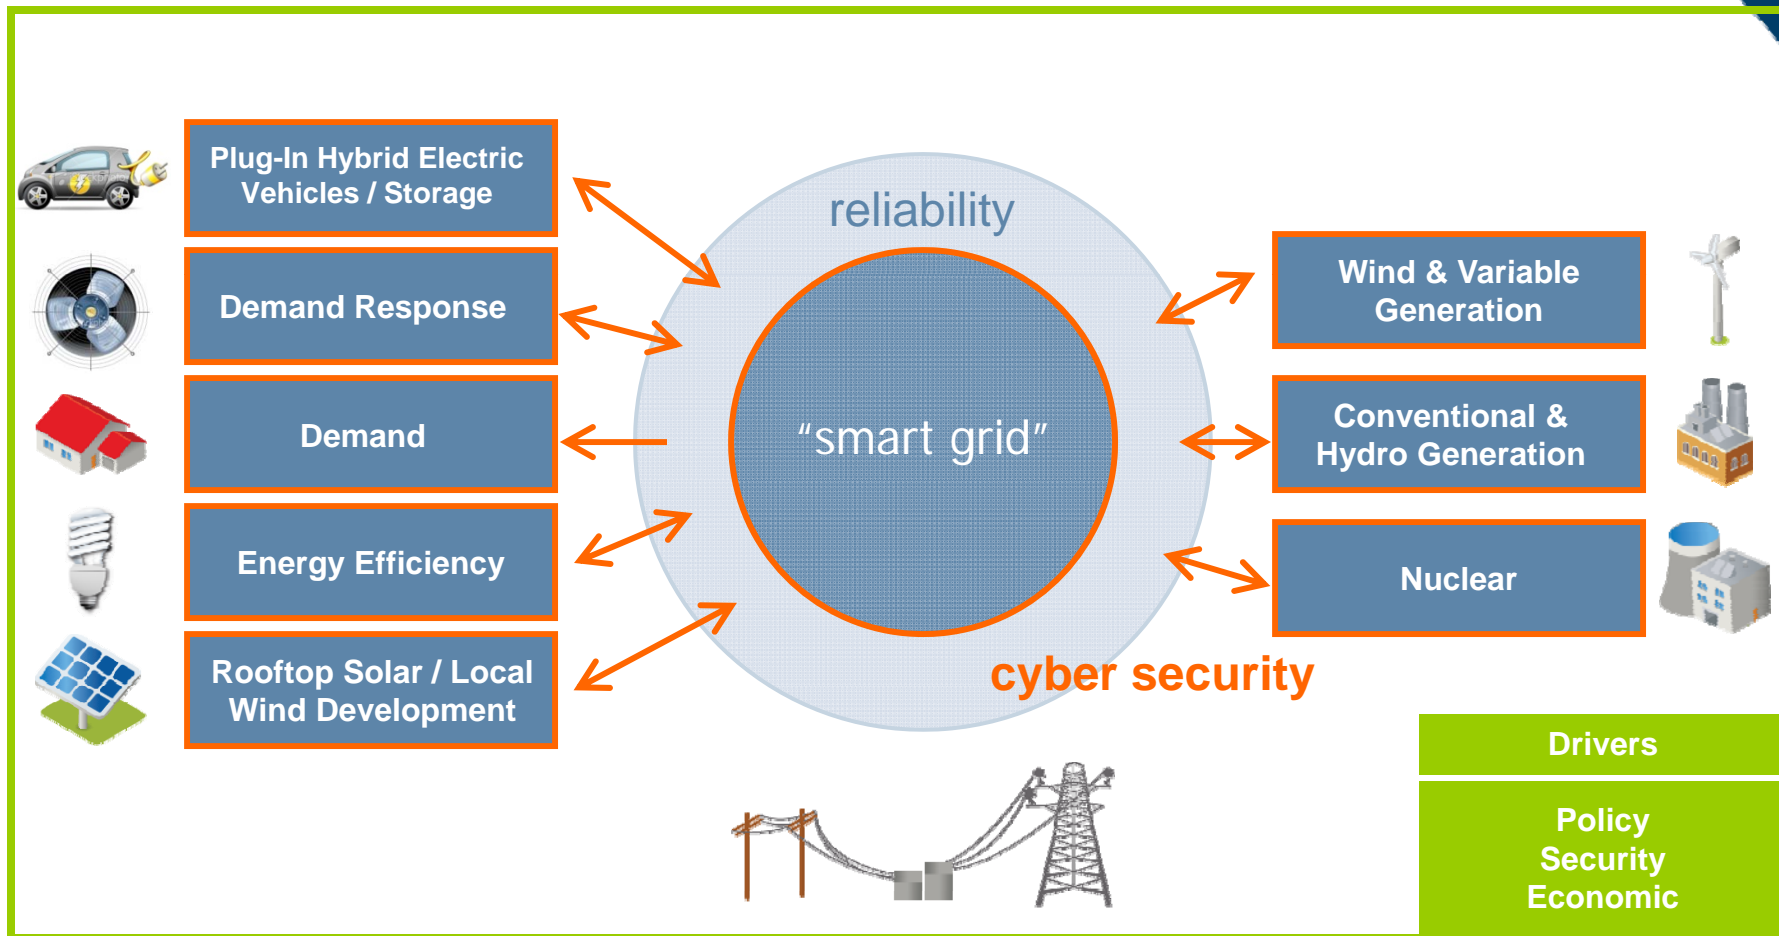 Plug-In Hybrid Electric
Vehicles / Storage
Demand Response
Demand
Energy Efficiency
Rooftop Solar / Local
Wind Development
reliability
"smart grid"
cyber security
Wind & Variable
Generation
Conventional &
Hydro Generation
Nuclear
Drivers
Policy
Security
Economic